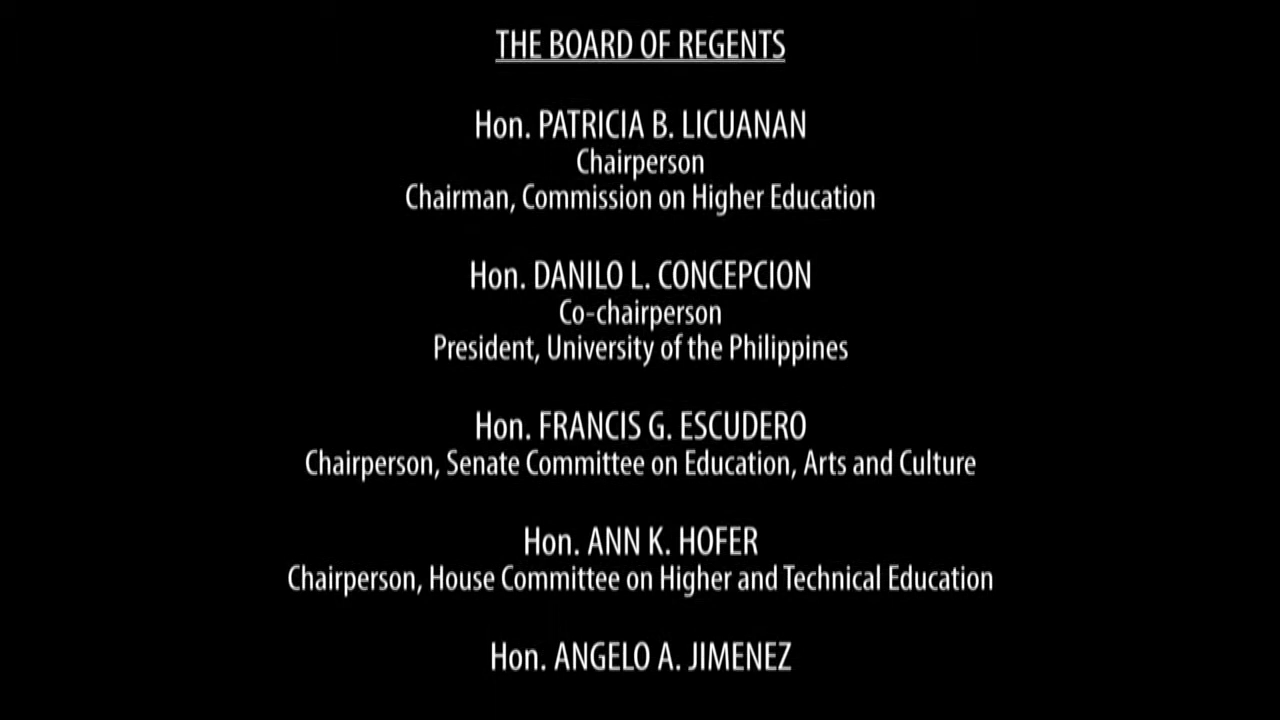 THE BOARD OF REGENTS
Hon. PATRICIA B. LICUANAN
Chairperson
Chairman, Commission on Higher Education
Hon. DANILO L. CONCEPCION
Co-chairperson
President, University of the Philippines
Hon. FRANCIS G. ESCUDERO
Chairperson, Senate Committee on Education, Arts and Culture
Hon. ANN K. HOFER
Chairperson, House Committee on Higher and Technical Education
Hon. ANGELO A. JIMENEZ